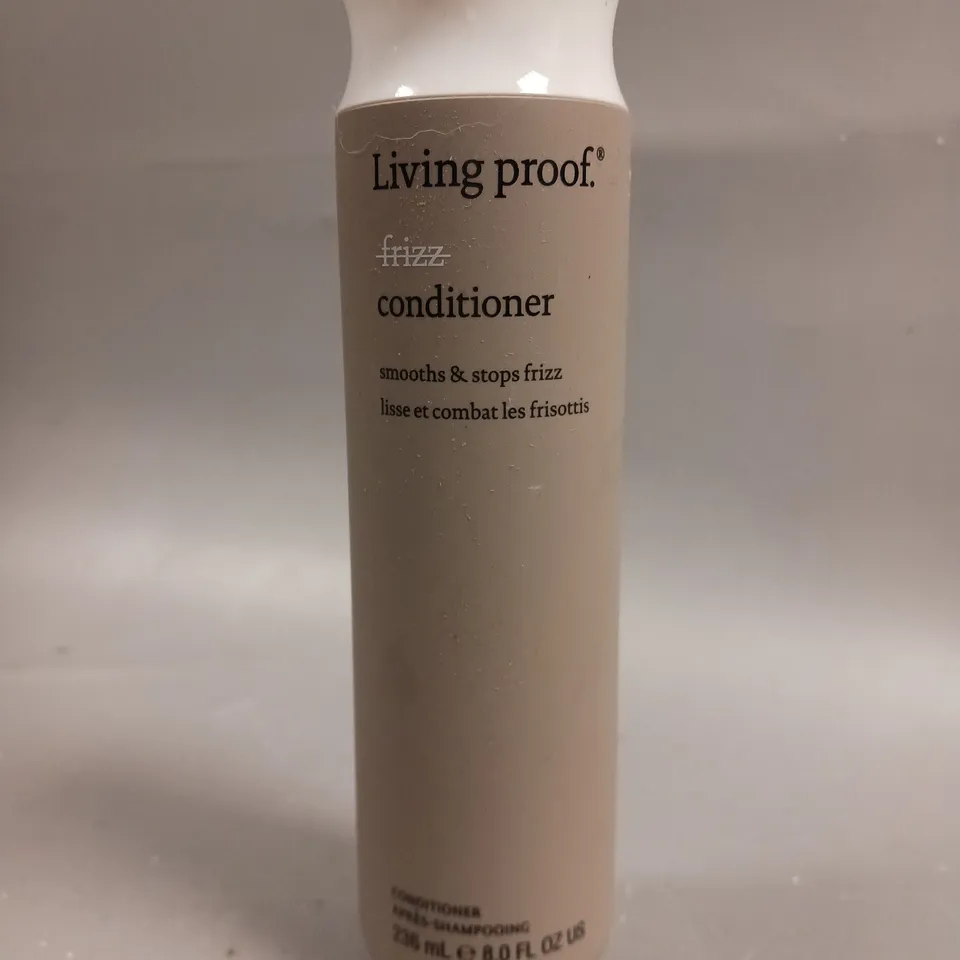 Living proof.®
frizz
conditioner
smooths & stops frizz
lisse et combat les frisottis
CONDITIONER
APRÈS-SHAMPOOING
236 mL ℮ 8.0 FL OZ US